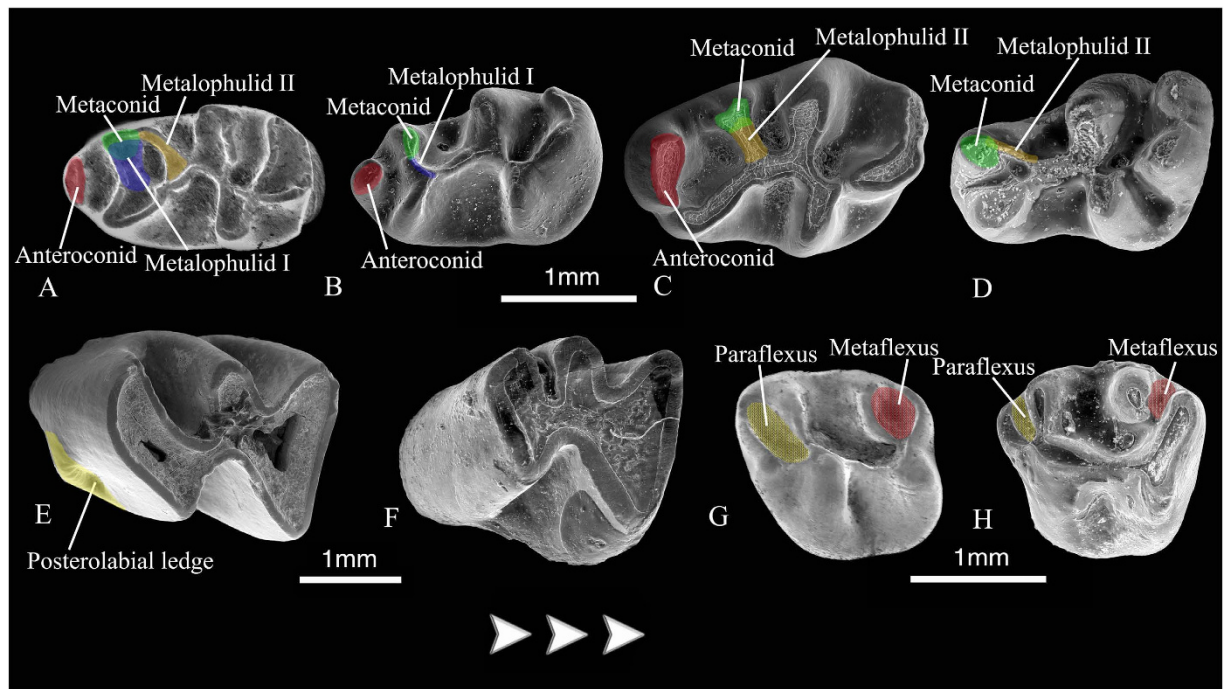 Metalophulid II
Metaconid
Anteroconid
Metalophulid I
A
Metalophulid I
Metaconid
Anteroconid
B
Metaconid
Metalophulid II
Anteroconid
C
Metalophulid II
Metaconid
D
1mm
E
Posterolabial ledge
F
1mm
Paraflexus
Metaflexus
G
Paraflexus
Metaflexus
H
1mm